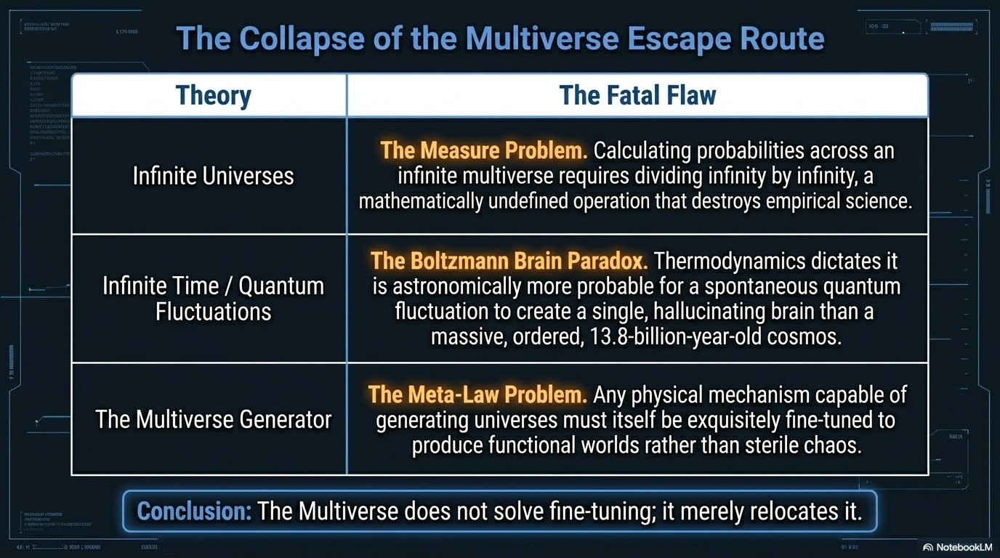 The Collapse of the Multiverse Escape Route
Theory
The Fatal Flaw
Infinite Universes
The Measure Problem. Calculating probabilities across an
infinite multiverse requires dividing infinity by infinity, a
mathematically undefined operation that destroys empirical science.
Infinite Time / Quantum
Fluctuations
The Boltzmann Brain Paradox. Thermodynamics dictates it
is astronomically more probable for a spontaneous quantum
fluctuation to create a single, hallucinating brain than a
massive, ordered, 13.8-billion-year-old cosmos.
The Multiverse Generator
The Meta-Law Problem. Any physical mechanism capable of
generating universes must itself be exquisitely fine-tuned to
produce functional worlds rather than sterile chaos.
Conclusion: The Multiverse does not solve fine-tuning; it merely relocates it.
NotebookLM